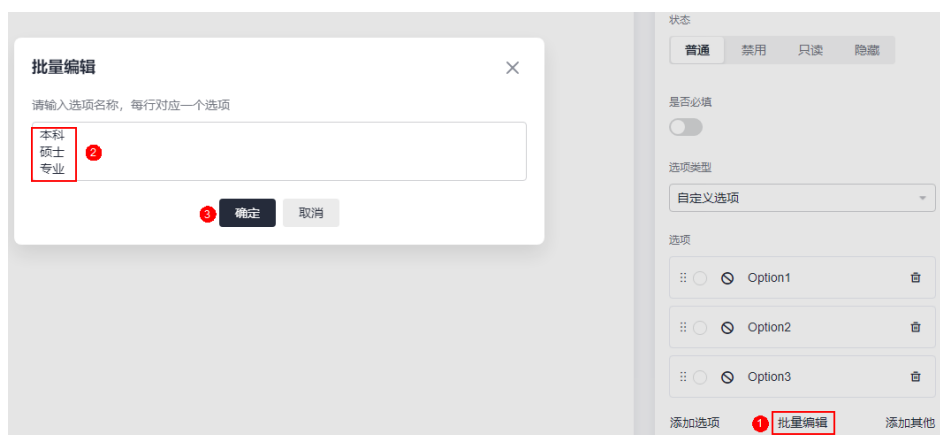 批量编辑
请输入选项名称，每行对应一个选项
本科
硕士
专业
2
3 确定 取消
状态
普通 禁用 只读 隐藏
是否必填
选项类型
自定义选项
选项
Option1
Option2
Option3
添加选项 1 批量编辑 添加其他